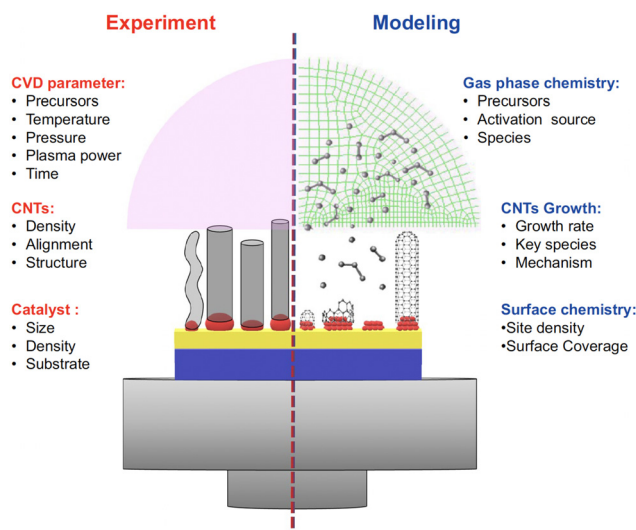 Experiment
Modeling
CVD parameter:
• Precursors
• Temperature
• Pressure
• Plasma power
• Time
CNTs:
• Density
• Alignment
• Structure
Catalyst :
• Size
• Density
• Substrate
Gas phase chemistry:
• Precursors
• Activation source
• Species
CNTs Growth:
• Growth rate
• Key species
• Mechanism
Surface chemistry:
•Site density
•Surface Coverage